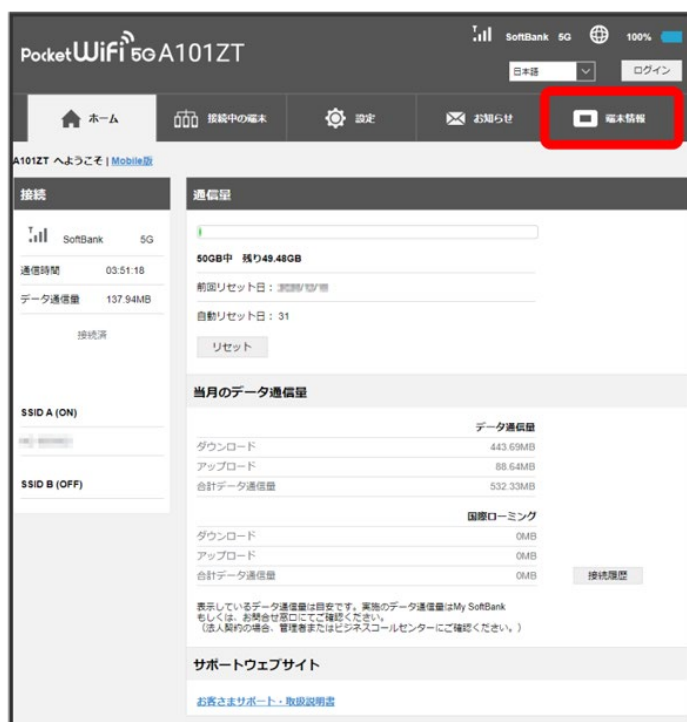 PocketWiFi 5G A101ZT
SoftBank 5G 100%
日本語 ログイン
ホーム 接続中の端末 設定 お知らせ 端末情報
A101ZT へようこそ | Mobile版
接続
SoftBank 5G
通信時間 03:51:18
データ通信量 137.94MB
接続済
SSID A (ON)
SSID B (OFF)
通信量
50GB中 残り49.48GB
前回リセット日:
自動リセット日: 31
リセット
当月のデータ通信量
データ通信量
ダウンロード 443.69MB
アップロード 88.64MB
合計データ通信量 532.33MB
国際ローミング
ダウンロード 0MB
アップロード 0MB
合計データ通信量 0MB 接続履歴
表示しているデータ通信量は目安です。実際のデータ通信量はMy SoftBank
もしくは、お問合せ窓口にてご確認ください。
（法人契約の場合、管理者またはビジネスコールセンターにご確認ください。）
サポートウェブサイト
お客さまサポート・取扱説明書